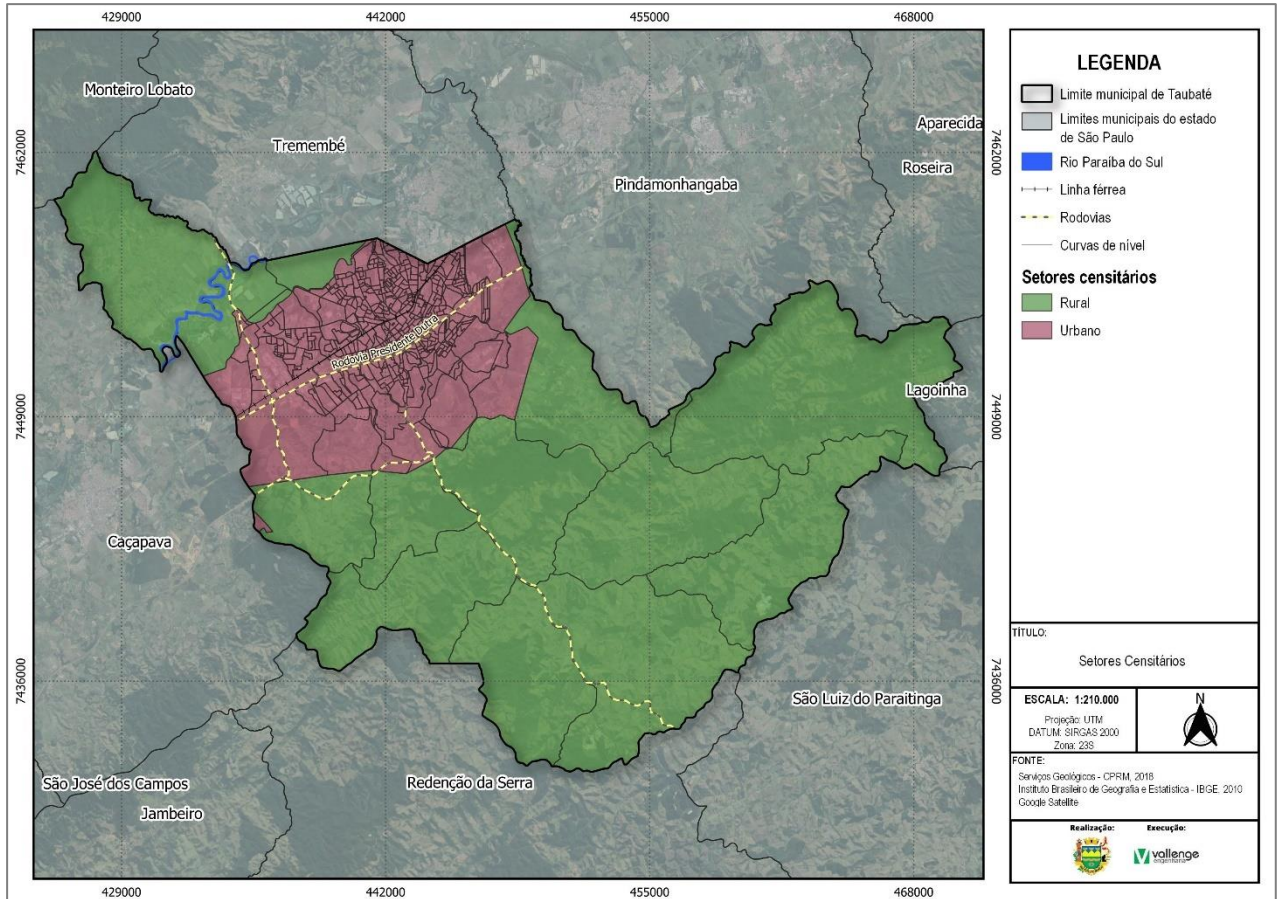 429000
442000
455000
468000
Monteiro Lobato
Tremembé
Aparecida
Roseira
Pindamonhangaba
7462000
7462000
Rodovia Presidente Dutra
Lagoinha
7449000
7449000
Caçapava
7436000
7436000
São Luiz do Paraitinga
São José dos Campos
Redenção da Serra
Jambeiro
429000
442000
455000
468000
LEGENDA
Limite municipal de Taubaté
Limites municipais do estado
de São Paulo
Rio Paraíba do Sul
Linha férrea
Rodovias
Curvas de nível
Setores censitários
Rural
Urbano
TÍTULO:
Setores Censitários
ESCALA: 1:210.000
Projeção: UTM
DATUM: SIRGAS 2000
Zona: 23S
N
FONTE:
Serviços Geológicos - CPRM, 2018
Instituto Brasileiro de Geografia e Estatística - IBGE, 2010
Google Satellite
Realização:
Execução:
vallenge
engenharia